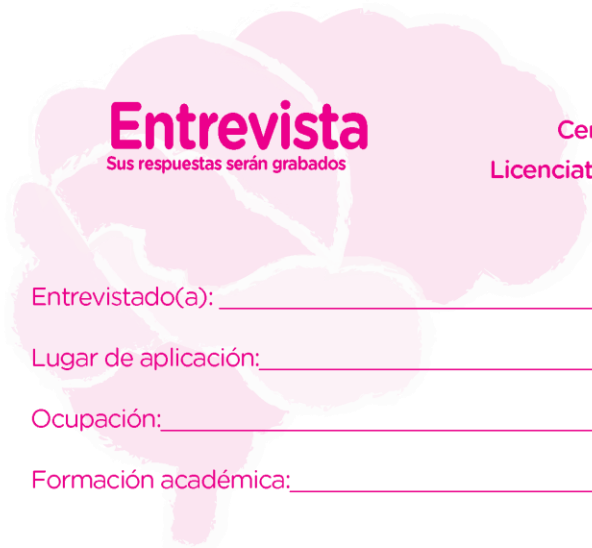 Entrevista
Sus respuestas serán grabados
Entrevistado(a):
Lugar de aplicación:
Ocupación:
Formación académica: